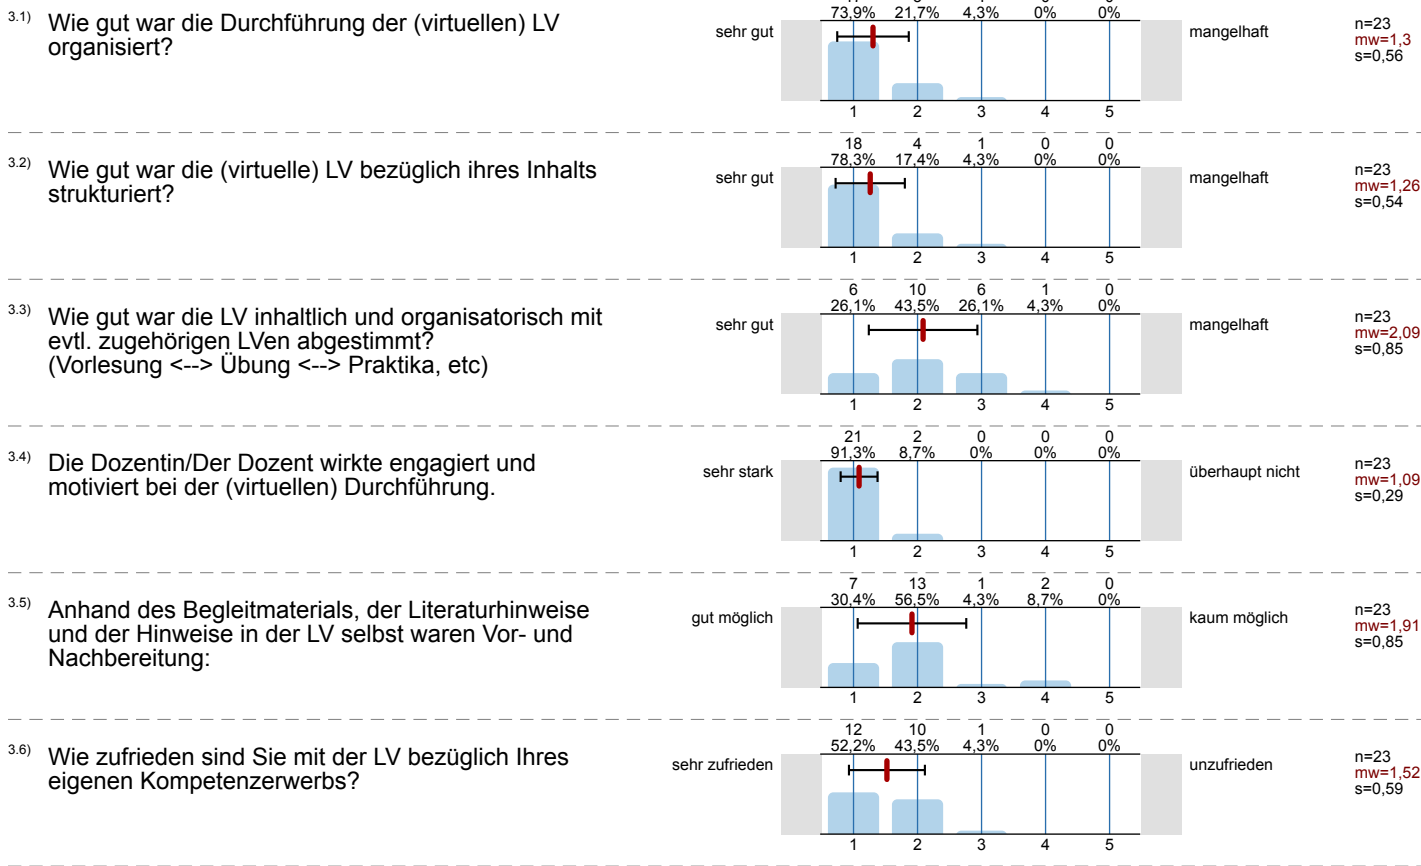 73,9% 21,7% 4,3% 0% 0%
3.1) Wie gut war die Durchführung der (virtuellen) LV
organisiert?
sehr gut
mangelhaft
n=23
mw=1,3
s=0,56
1 2 3 4 5
18 4 1 0 0
78,3% 17,4% 4,3% 0% 0%
3.2) Wie gut war die (virtuelle) LV bezüglich ihres Inhalts
strukturiert?
sehr gut
mangelhaft
n=23
mw=1,26
s=0,54
1 2 3 4 5
6 10 6 1 0
26,1% 43,5% 26,1% 4,3% 0%
3.3) Wie gut war die LV inhaltlich und organisatorisch mit
evtl. zugehörigen LVen abgestimmt?
(Vorlesung <--> Übung <--> Praktika, etc)
sehr gut
mangelhaft
n=23
mw=2,09
s=0,85
1 2 3 4 5
21 2 0 0 0
91,3% 8,7% 0% 0% 0%
3.4) Die Dozentin/Der Dozent wirkte engagiert und
motiviert bei der (virtuellen) Durchführung.
sehr stark
überhaupt nicht
n=23
mw=1,09
s=0,29
1 2 3 4 5
7 13 1 2 0
30,4% 56,5% 4,3% 8,7% 0%
3.5) Anhand des Begleitmaterials, der Literaturhinweise
und der Hinweise in der LV selbst waren Vor- und
Nachbereitung:
gut möglich
kaum möglich
n=23
mw=1,91
s=0,85
1 2 3 4 5
12 10 1 0 0
52,2% 43,5% 4,3% 0% 0%
3.6) Wie zufrieden sind Sie mit der LV bezüglich Ihres
eigenen Kompetenzerwerbs?
sehr zufrieden
unzufrieden
n=23
mw=1,52
s=0,59
1 2 3 4 5